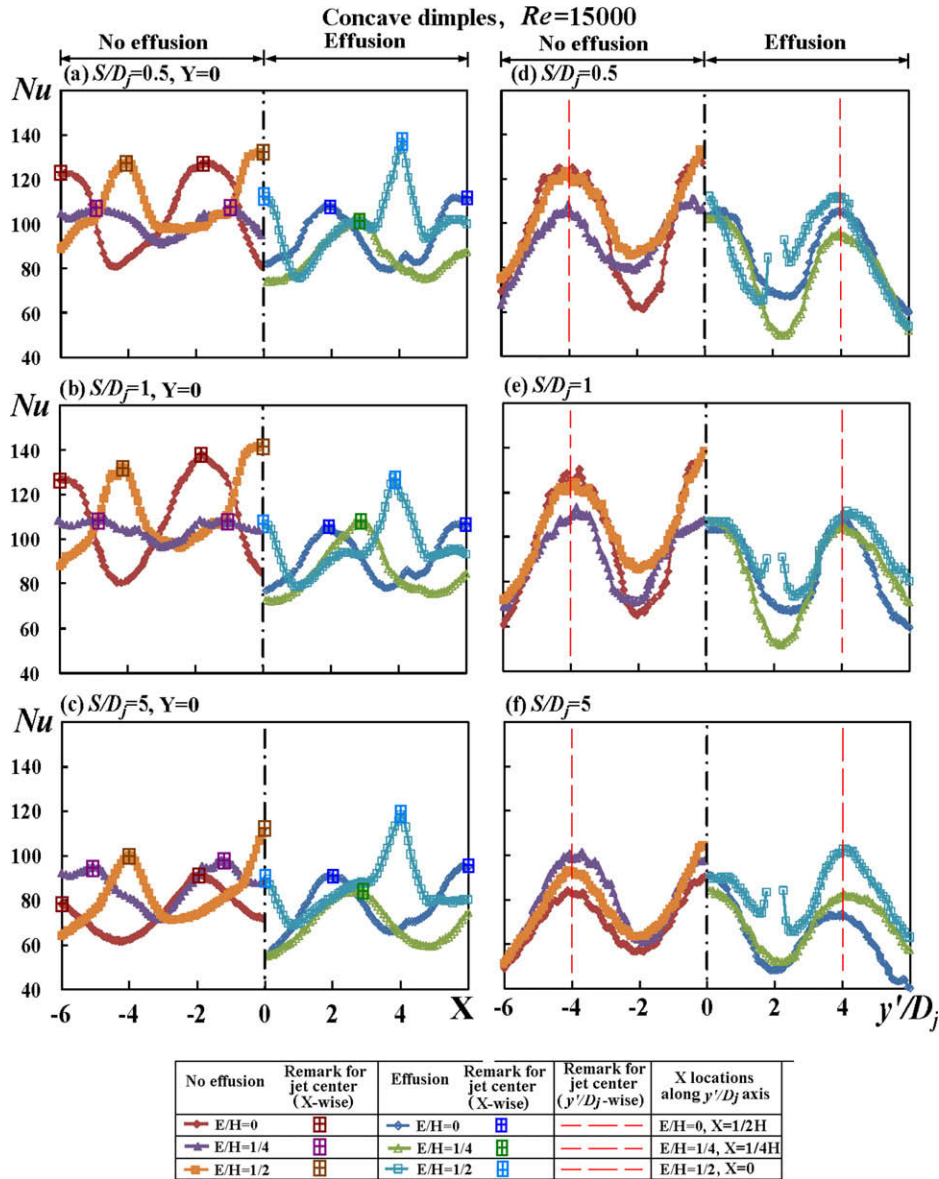 Concave dimples, Re=15000
No effusion Effusion No effusion Effusion
(a) S/Dj=0.5, Y=0 (d) S/Dj=0.5
Nu
140
120
100
80
60
40
(b) S/Dj=1, Y=0 (e) S/Dj=1
Nu
140
120
100
80
60
40
(c) S/Dj=5, Y=0 (f) S/Dj=5
Nu
140
120
100
80
60
40
-6 -4 -2 0 2 4 X -6 -4 -2 0 2 4 y'/Dj
No effusion Remark for jet center (X-wise) Effusion Remark for jet center (X-wise) Remark for jet center (y'/Dj-wise) X locations along y'/Dj axis
E/H=0 E/H=0 E/H=0, X=1/2H
E/H=1/4 E/H=1/4 E/H=1/4, X=1/4H
E/H=1/2 E/H=1/2 E/H=1/2, X=0